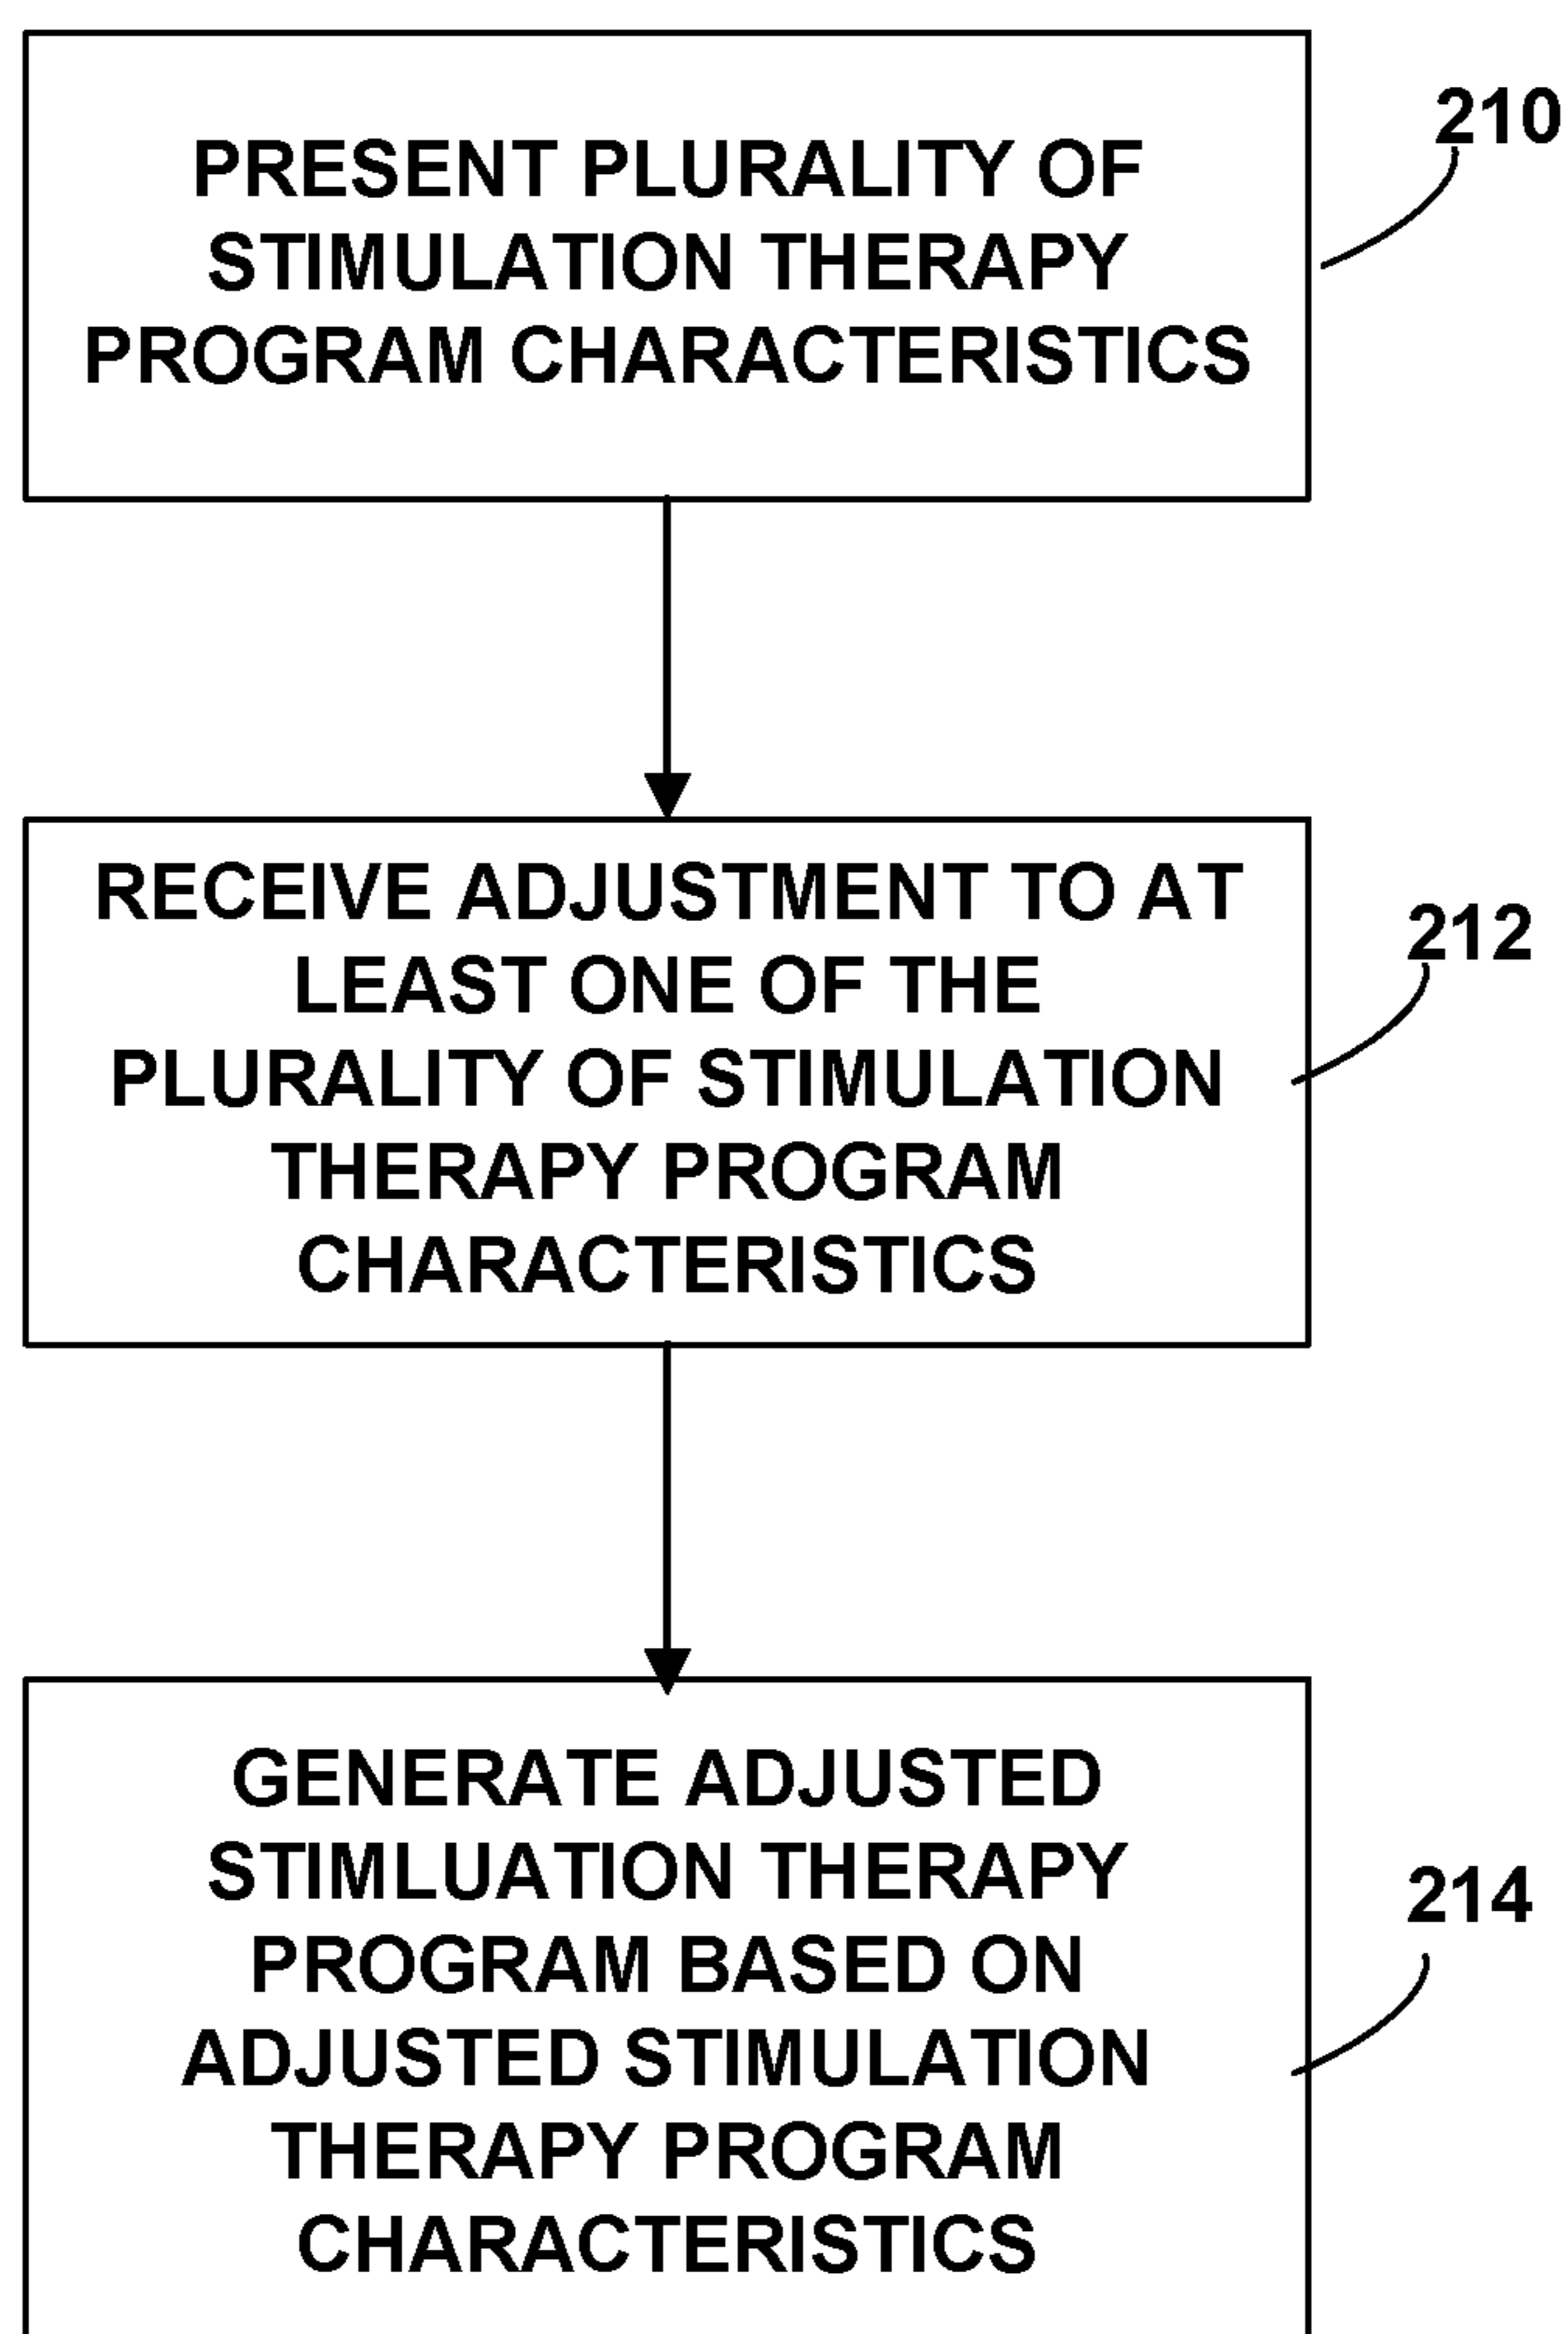 PRESENT PLURALITY OF
STIMULATION THERAPY
PROGRAM CHARACTERISTICS
210
RECEIVE ADJUSTMENT TO AT
LEAST ONE OF THE
PLURALITY OF STIMULATION
THERAPY PROGRAM
CHARACTERISTICS
212
GENERATE ADJUSTED
STIMLUATION THERAPY
PROGRAM BASED ON
ADJUSTED STIMULATION
THERAPY PROGRAM
CHARACTERISTICS
214